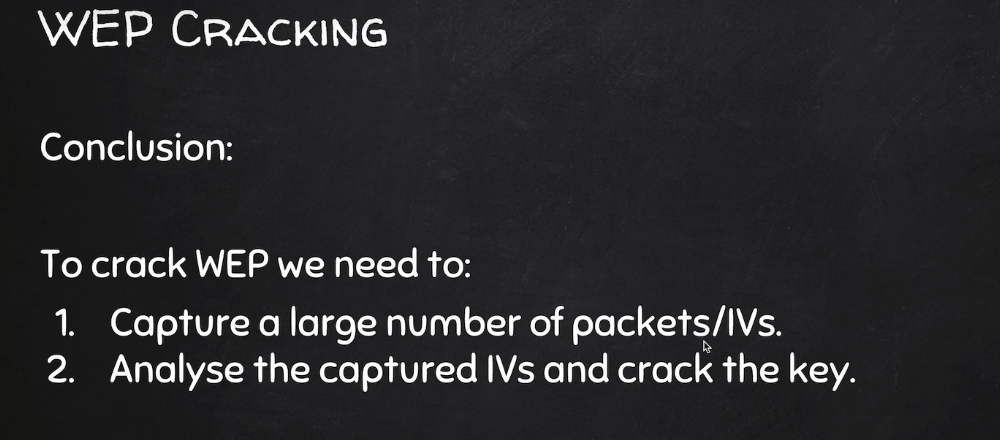 WEP Cracking
Conclusion:
To crack WEP we need to:
1. Capture a large number of packets/IVs.
2. Analyse the captured IVs and crack the key.